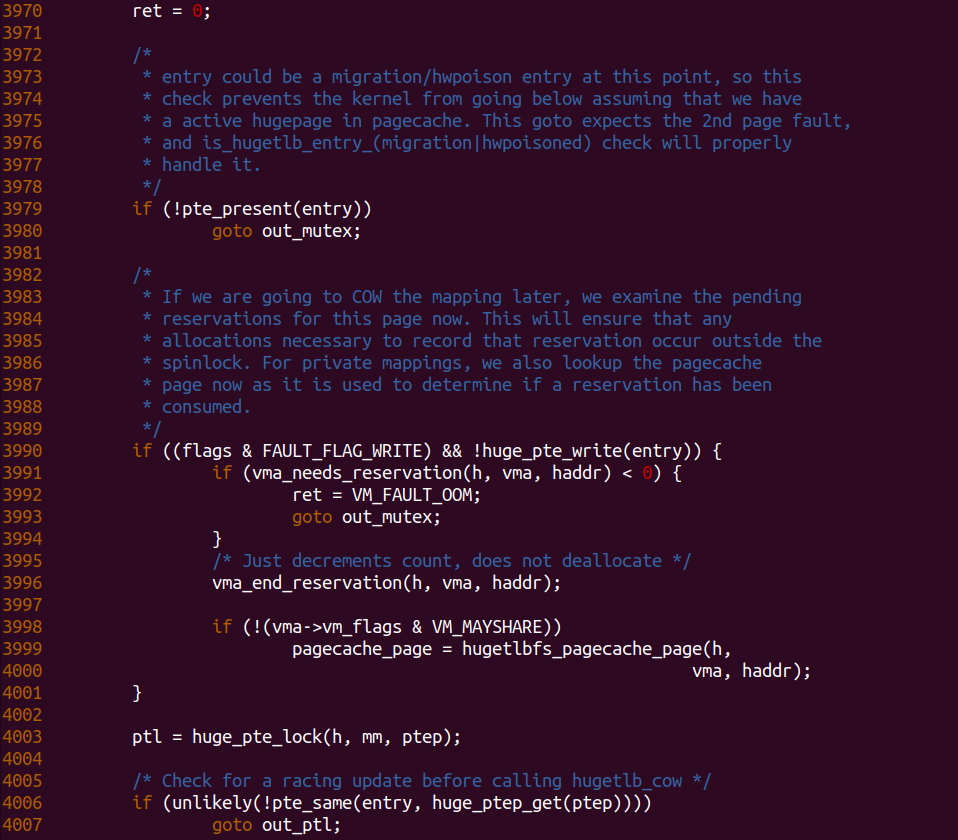 3970 ret = 0;
3971
3972 /*
3973 * entry could be a migration/hwpoison entry at this point, so this
3974 * check prevents the kernel from going below assuming that we have
3975 * a active hugepage in pagecache. This goto expects the 2nd page fault,
3976 * and is_hugetlb_entry_(migration|hwpoisoned) check will properly
3977 * handle it.
3978 */
3979 if (!pte_present(entry))
3980 goto out_mutex;
3981
3982 /*
3983 * If we are going to COW the mapping later, we examine the pending
3984 * reservations for this page now. This will ensure that any
3985 * allocations necessary to record that reservation occur outside the
3986 * spinlock. For private mappings, we also lookup the pagecache
3987 * page now as it is used to determine if a reservation has been
3988 * consumed.
3989 */
3990 if ((flags & FAULT_FLAG_WRITE) && !huge_pte_write(entry)) {
3991 if (vma_needs_reservation(h, vma, haddr) < 0) {
3992 ret = VM_FAULT_OOM;
3993 goto out_mutex;
3994 }
3995 /* Just decrements count, does not deallocate */
3996 vma_end_reservation(h, vma, haddr);
3997
3998 if (!(vma->vm_flags & VM_MAYSHARE))
3999 pagecache_page = hugetlbfs_pagecache_page(h,
4000 vma, haddr);
4001 }
4002
4003 ptl = huge_pte_lock(h, mm, ptep);
4004
4005 /* Check for a racing update before calling hugetlb_cow */
4006 if (unlikely(!pte_same(entry, huge_ptep_get(ptep))))
4007 goto out_ptl;